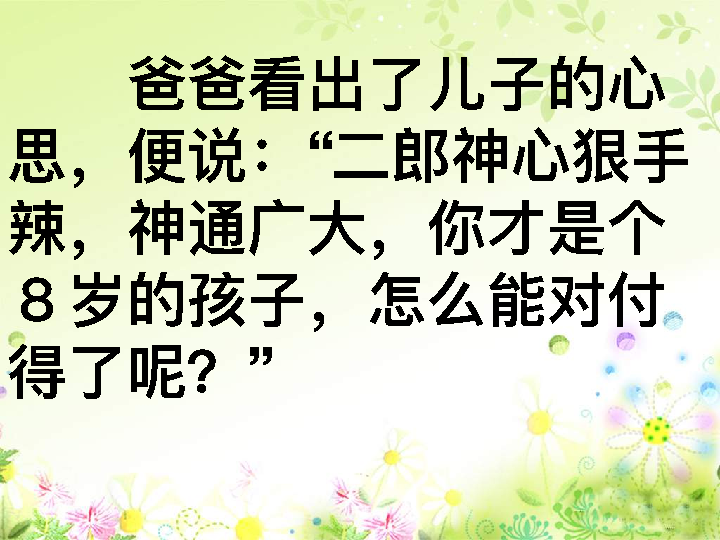 爸爸看出了儿子的心
思，便说：“二郎神心狠手
辣，神通广大，你才是个
８岁的孩子，怎么能对付
得了呢？”